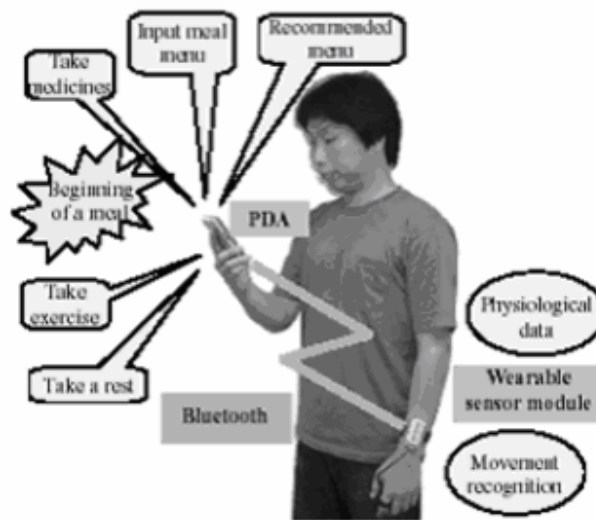 Input meal
menu
Recommended
menu
Take
medicines
Beginning
of a meal
PDA
Take
exercise
Take a rest
Bluetooth
Physiological
data
Wearable
sensor module
Movement
recognition